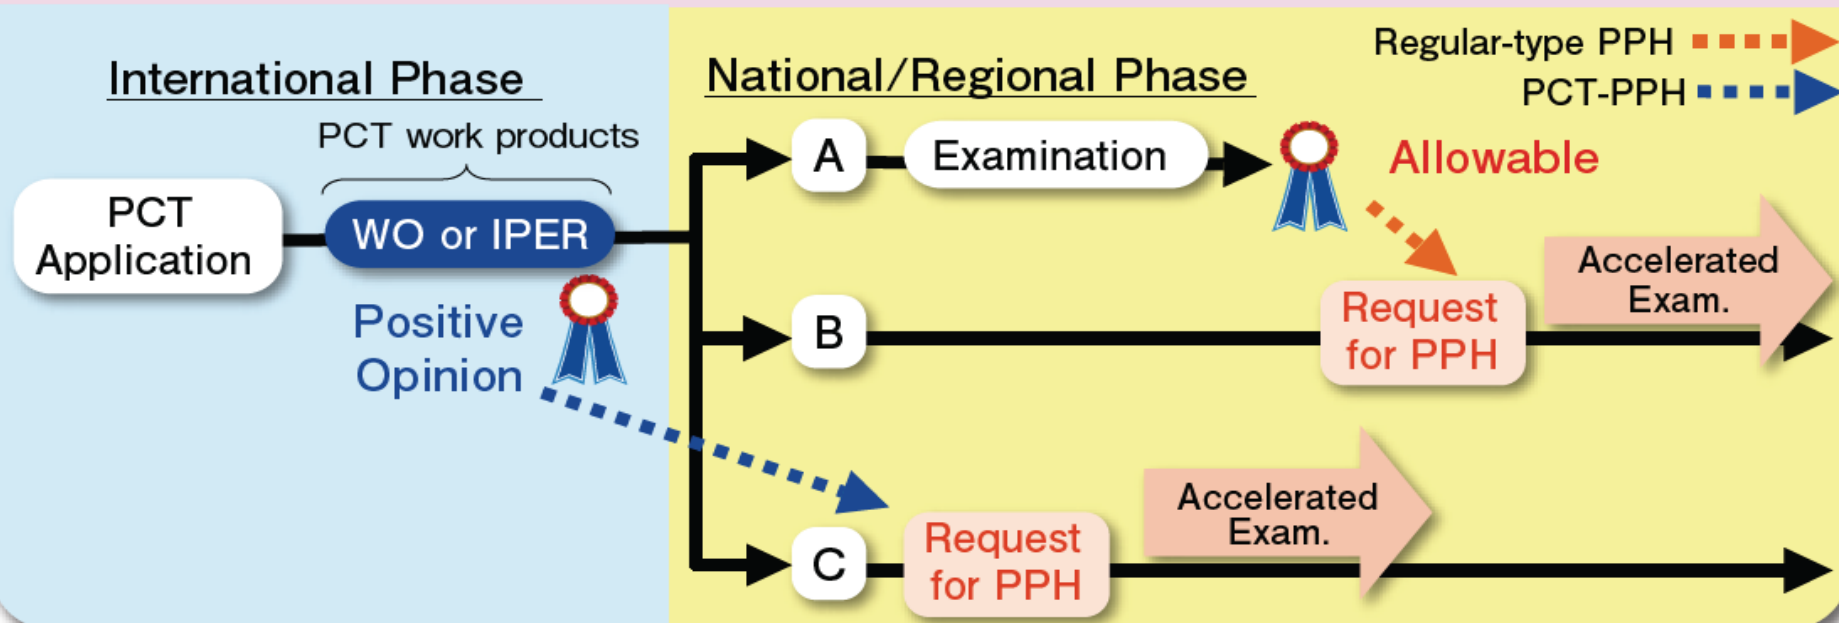 International Phase
PCT work products
PCT
Application
WO or IPER
Positive
Opinion
National/Regional Phase
Regular-type PPH
PCT-PPH
A
Examination
Allowable
B
Request
for PPH
Accelerated
Exam.
C
Request
for PPH
Accelerated
Exam.